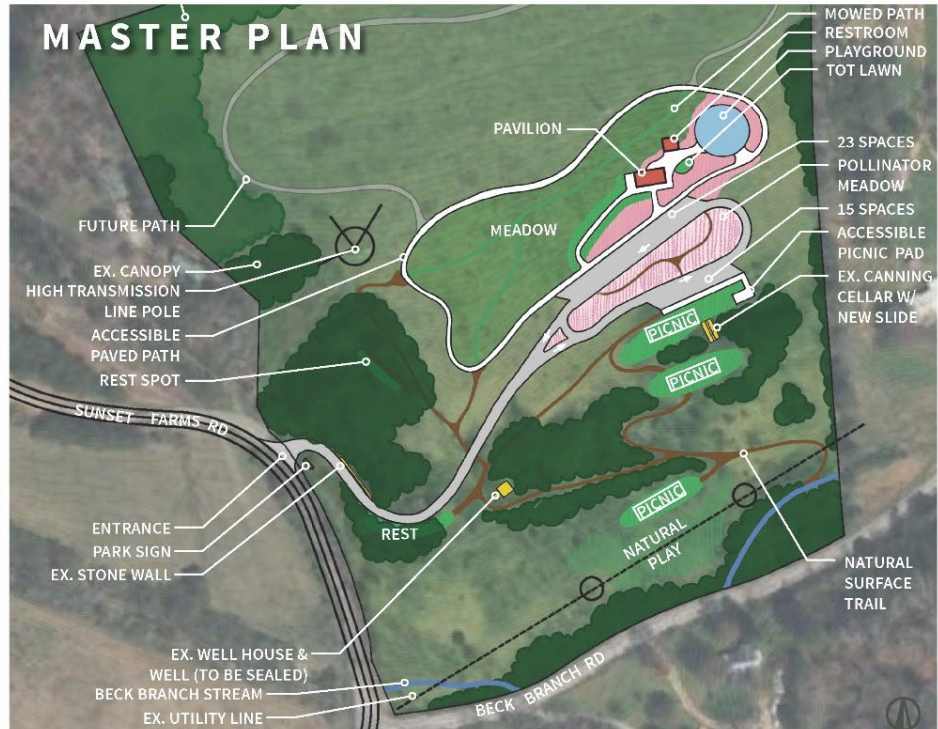 MASTER PLAN
MOWED PATH
RESTROOM
PLAYGROUND
TOT LAWN
PAVILION
23 SPACES
POLLINATOR
MEADOW
15 SPACES
ACCESSIBLE
PICNIC PAD
EX. CANNING
CELLAR W/
NEW SLIDE
MEADOW
FUTURE PATH
EX. CANOPY
HIGH TRANSMISSION
LINE POLE
ACCESSIBLE
PAVED PATH
REST SPOT
PICNIC
PICNIC
SUNSET FARMS RD
ENTRANCE
PARK SIGN
EX. STONE WALL
REST
PICNIC
NATURAL
PLAY
NATURAL
SURFACE
TRAIL
EX. WELL HOUSE &
WELL (TO BE SEALED)
BECK BRANCH STREAM
EX. UTILITY LINE
BECK BRANCH RD